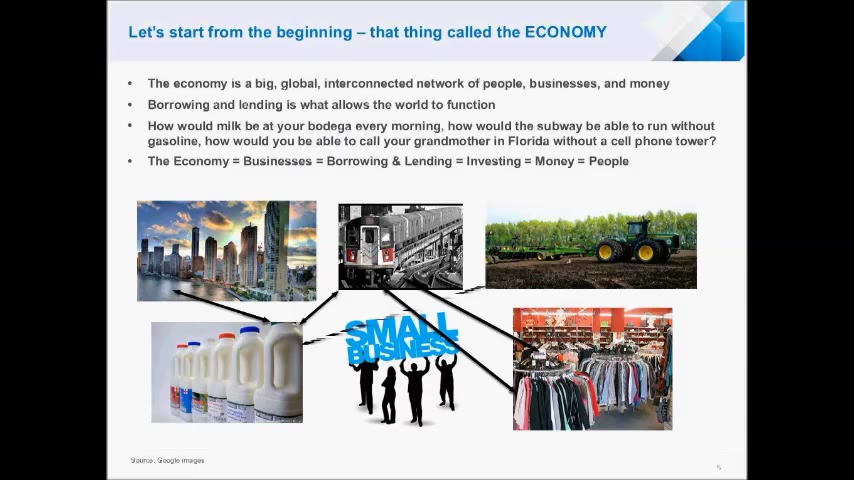 Let's start from the beginning – that thing called the ECONOMY
• The economy is a big, global, interconnected network of people, businesses, and money
• Borrowing and lending is what allows the world to function
• How would milk be at your bodega every morning, how would the subway be able to run without
gasoline, how would you be able to call your grandmother in Florida without a cell phone tower?
• The Economy = Businesses = Borrowing & Lending = Investing = Money = People
SMALL
BUSINESS
Source: Google images